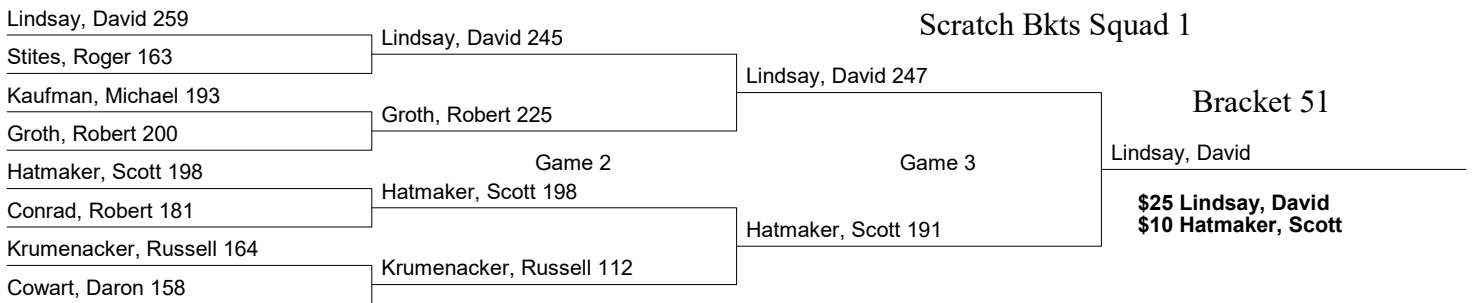 Scratch Bkts Squad 1
Bracket 51
Lindsay, David 259
Stites, Roger 163
Kaufman, Michael 193
Groth, Robert 200
Hatmaker, Scott 198
Conrad, Robert 181
Krumenacker, Russell 164
Cowart, Daron 158
Lindsay, David 245
Groth, Robert 225
Game 2
Hatmaker, Scott 198
Krumenacker, Russell 112
Lindsay, David 247
Game 3
Hatmaker, Scott 191
Lindsay, David
$25 Lindsay, David
$10 Hatmaker, Scott